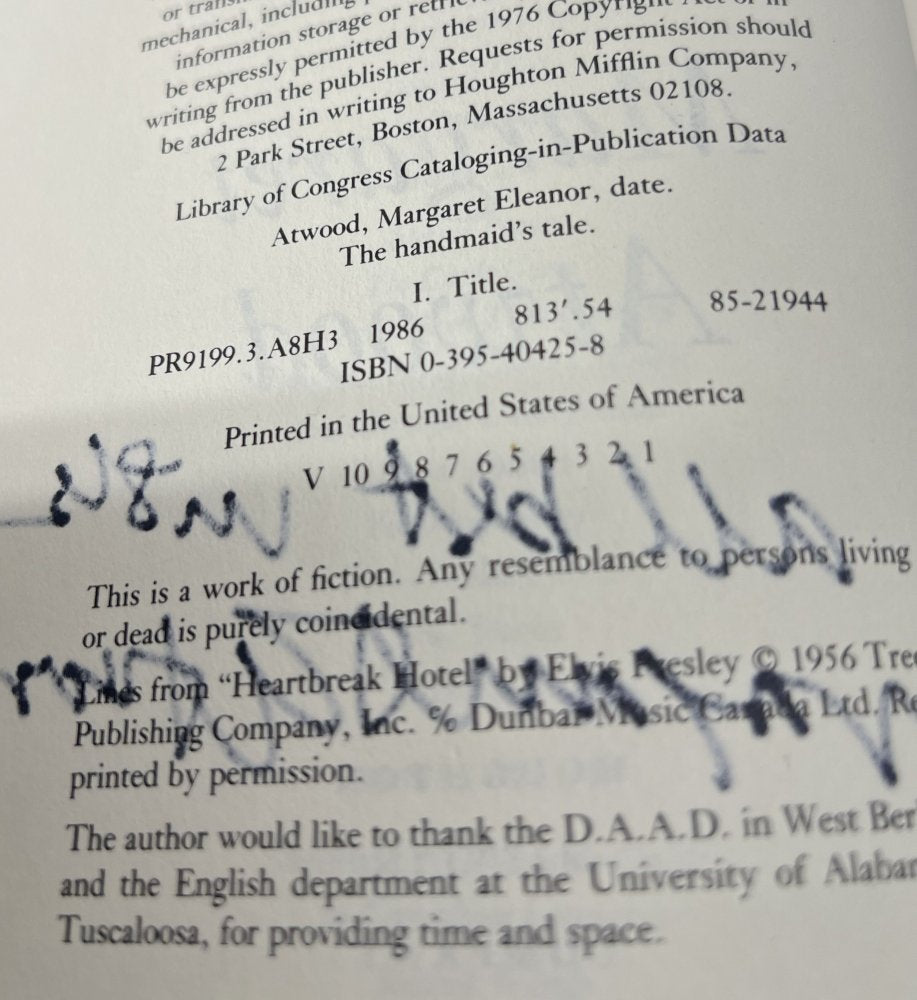 or
mechanical, including
information storage or
be expressly permitted by the 1976 Copyright Act or in
writing from the publisher. Requests for permission should
be addressed in writing to Houghton Mifflin Company,
2 Park Street, Boston, Massachusetts 02108.
Library of Congress Cataloging-in-Publication Data
Atwood, Margaret Eleanor, date.
The handmaid's tale.
I. Title.
PR9199.3.A8H3 1986 813′.54 85-21944
ISBN 0-395-40425-8
Printed in the United States of America
V 10 9 8 7 6 5 4 3 2 1
This is a work of fiction. Any resemblance to persons living
or dead is purely coincidental.
Lines from “Heartbreak Hotel” by Elvis Presley © 1956 Tree
Publishing Company, Inc. % Dunbar Music Canada Ltd. Re
printed by permission.
The author would like to thank the D.A.A.D. in West Ber
and the English department at the University of Alabam
Tuscaloosa, for providing time and space.